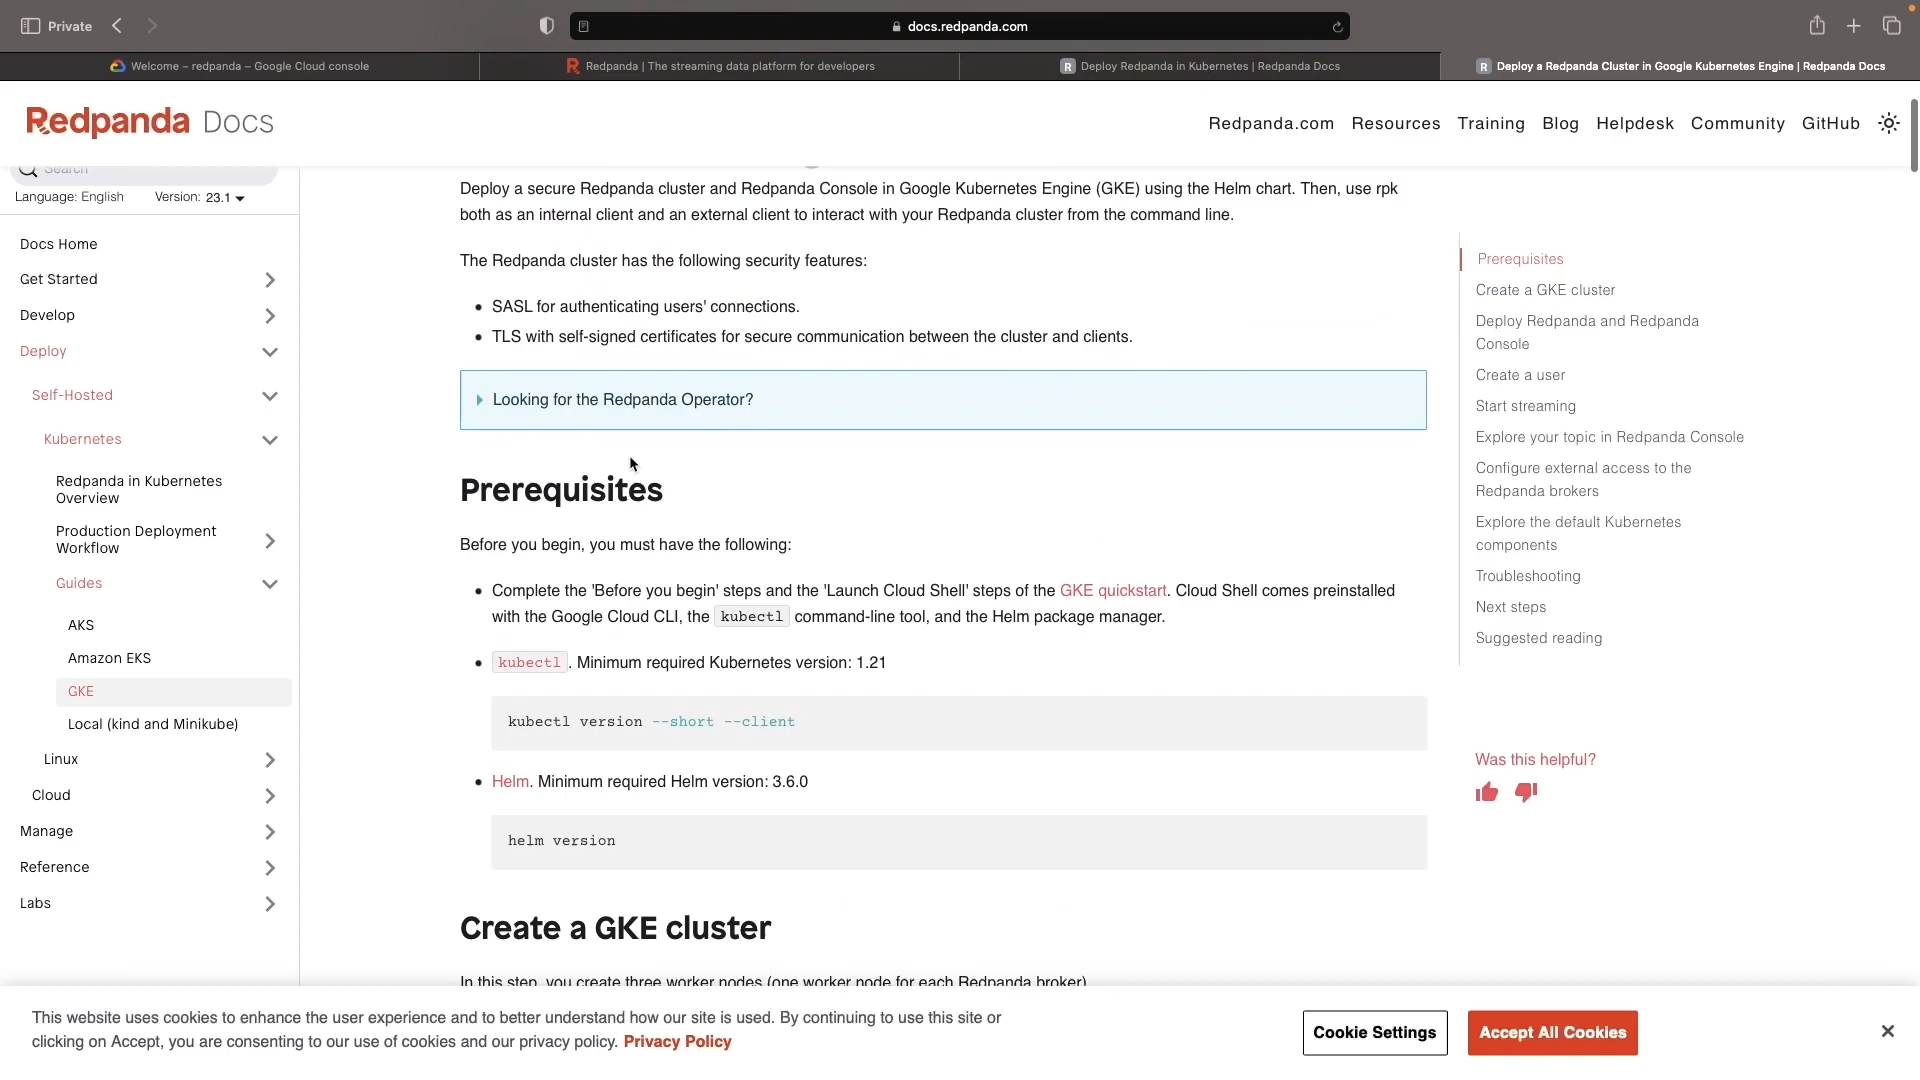 Private
docs.redpanda.com
Welcome – redpanda – Google Cloud console
Redpanda | The streaming data platform for developers
Deploy Redpanda in Kubernetes | Redpanda Docs
Deploy a Redpanda Cluster in Google Kubernetes Engine | Redpanda Docs
Redpanda Docs
Redpanda.com Resources Training Blog Helpdesk Community GitHub
Search
Language: English Version: 23.1
Docs Home
Get Started
Develop
Deploy
Self-Hosted
Kubernetes
Redpanda in Kubernetes
Overview
Production Deployment
Workflow
Guides
AKS
Amazon EKS
GKE
Local (kind and Minikube)
Linux
Cloud
Manage
Reference
Labs
Deploy a secure Redpanda cluster and Redpanda Console in Google Kubernetes Engine (GKE) using the Helm chart. Then, use rpk
both as an internal client and an external client to interact with your Redpanda cluster from the command line.
The Redpanda cluster has the following security features:
• SASL for authenticating users' connections.
• TLS with self-signed certificates for secure communication between the cluster and clients.
Looking for the Redpanda Operator?
Prerequisites
Before you begin, you must have the following:
• Complete the 'Before you begin' steps and the 'Launch Cloud Shell' steps of the GKE quickstart. Cloud Shell comes preinstalled
with the Google Cloud CLI, the kubectl command-line tool, and the Helm package manager.
• kubectl. Minimum required Kubernetes version: 1.21
kubectl version --short --client
• Helm. Minimum required Helm version: 3.6.0
helm version
Create a GKE cluster
In this step, you create three worker nodes (one worker node for each Redpanda broker)
Prerequisites
Create a GKE cluster
Deploy Redpanda and Redpanda
Console
Create a user
Start streaming
Explore your topic in Redpanda Console
Configure external access to the
Redpanda brokers
Explore the default Kubernetes
components
Troubleshooting
Next steps
Suggested reading
Was this helpful?
This website uses cookies to enhance the user experience and to better understand how our site is used. By continuing to use this site or
clicking on Accept, you are consenting to our use of cookies and our privacy policy. Privacy Policy
Cookie Settings
Accept All Cookies